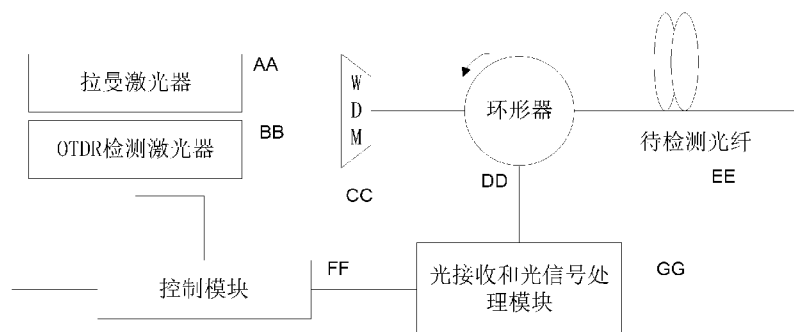 拉曼激光器
AA
OTDR检测激光器
BB
W
D
M
CC
环形器
DD
待检测光纤
EE
控制模块
FF
光接收和光信号处
理模块
GG